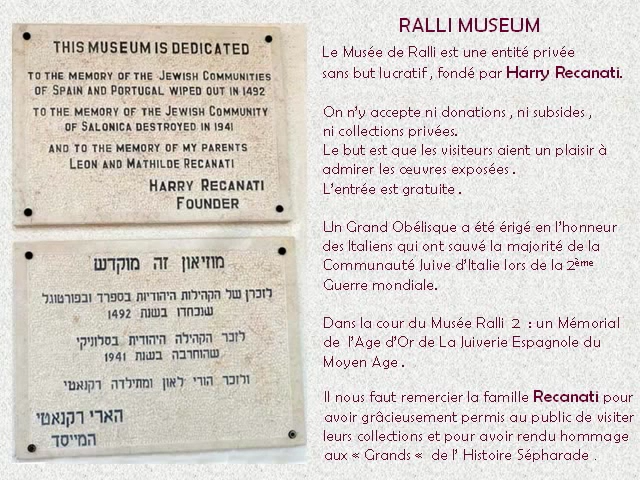 THIS MUSEUM IS DEDICATED
TO THE MEMORY OF THE JEWISH COMMUNITIES
OF SPAIN AND PORTUGAL WIPED OUT IN 1492
TO THE MEMORY OF THE JEWISH COMMUNITY
OF SALONICA DESTROYED IN 1941
AND TO THE MEMORY OF MY PARENTS
LEON AND MATHILDE RECANATI
HARRY RECANATI
FOUNDER
מוזיאון זה מוקדש
לזכרן של הקהילות היהודיות בספרד ובפורטוגל
שנכחדו בשנת 1492
לזכר הקהילה היהודית בסלוניקי
שהוחרבה בשנת 1941
ולזכר הורי לאון ומתילדה רקנאטי
הארי רקנאטי
המייסד
RALLI MUSEUM
Le Musée de Ralli est une entité privée
sans but lucratif , fondé par Harry Recanati.
On n'y accepte ni donations , ni subsides ,
ni collections privées.
Le but est que les visiteurs aient un plaisir à
admirer les œuvres exposées .
L'entrée est gratuite .
Un Grand Obélisque a été érigé en l'honneur
des Italiens qui ont sauvé la majorité de la
Communauté Juive d'Italie lors de la 2ème
Guerre mondiale.
Dans la cour du Musée Ralli 2 : un Mémorial
de l'Age d'Or de La Juiverie Espagnole du
Moyen Age .
Il nous faut remercier la famille Recanati pour
avoir grâcieusement permis au public de visiter
leurs collections et pour avoir rendu hommage
aux « Grands « de l' Histoire Sépharade .